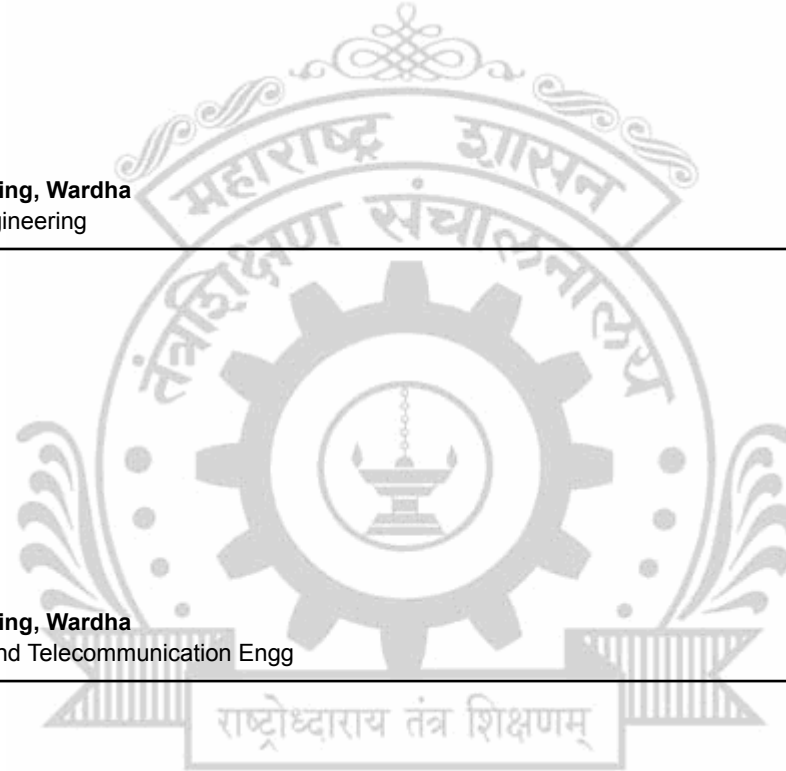 महाराष्ट्र शासन
ing, Wardha
gineering
तंत्रशिक्षण संचालनालय
ing, Wardha
nd Telecommunication Engg
राष्ट्रोध्दाराय तंत्र शिक्षणम्